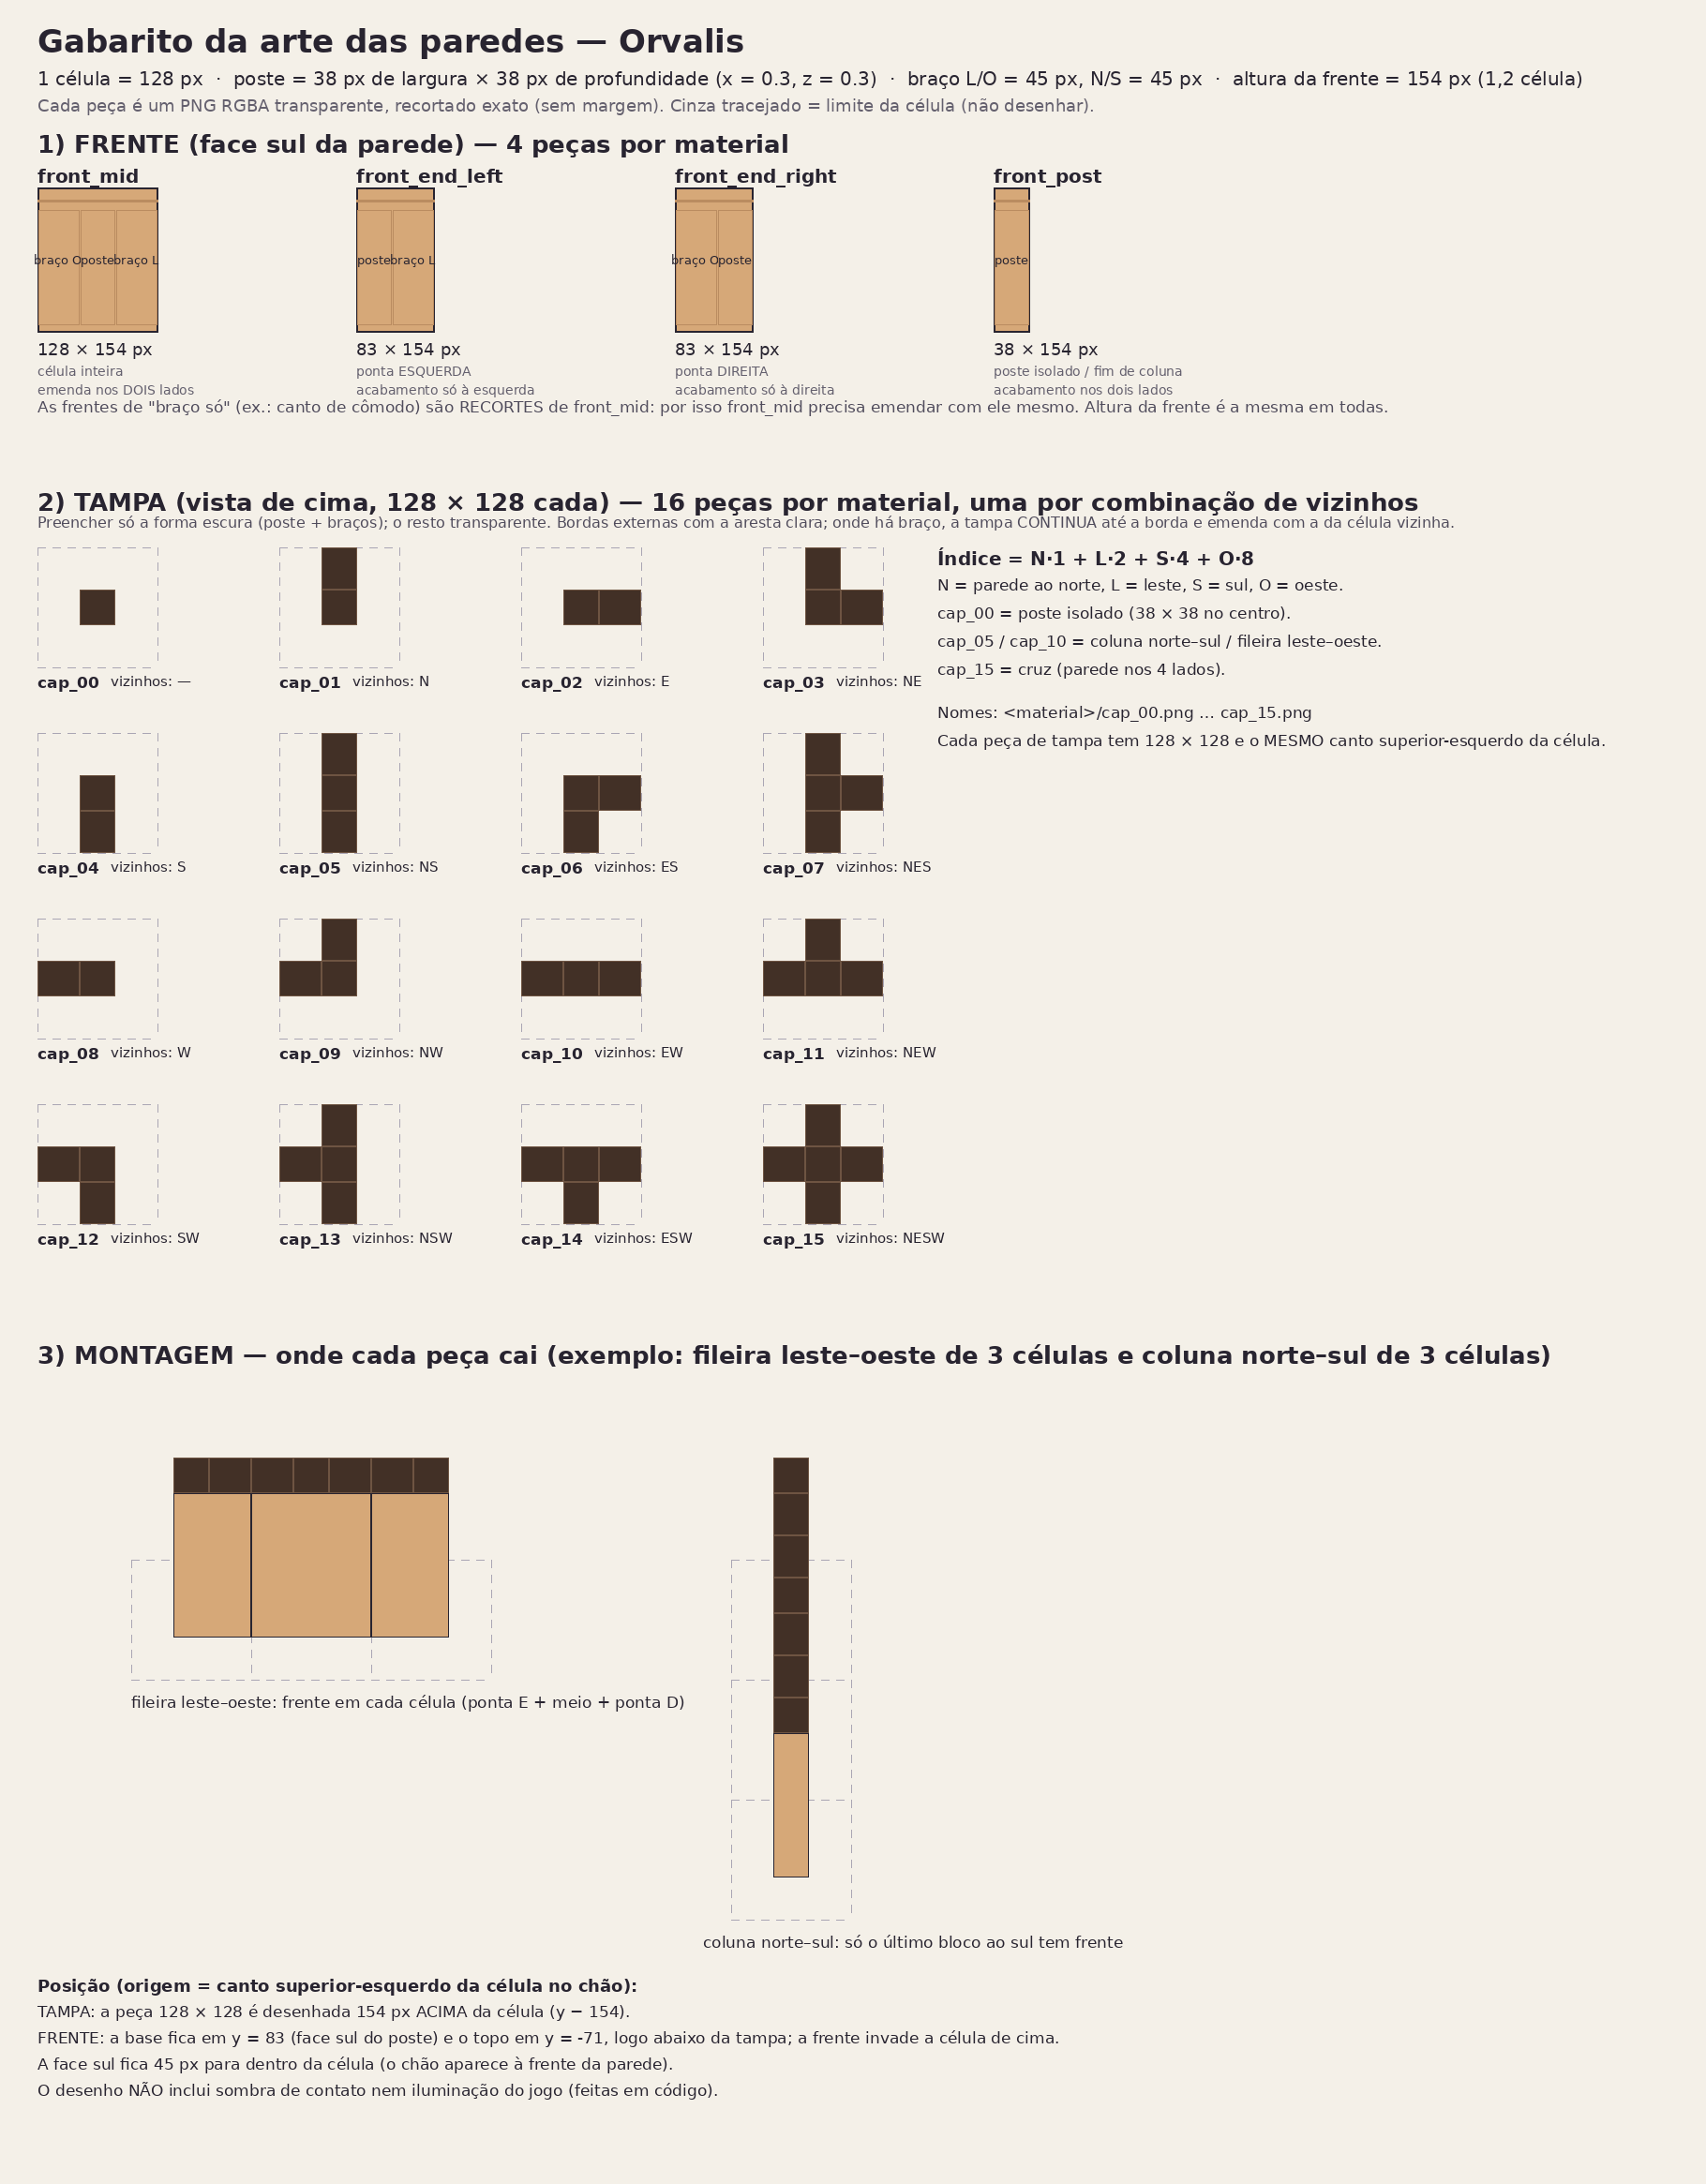 Gabarito da arte das paredes — Orvalis
1 célula = 128 px · poste = 38 px de largura × 38 px de profundidade (x = 0.3, z = 0.3) · braço L/O = 45 px, N/S = 45 px · altura da frente = 154 px (1,2 célula)
Cada peça é um PNG RGBA transparente, recortado exato (sem margem). Cinza tracejado = limite da célula (não desenhar).
1) FRENTE (face sul da parede) — 4 peças por material
front_mid front_end_left front_end_right front_post
braço O poste braço L poste braço L braço O poste poste
128 × 154 px 83 × 154 px 83 × 154 px 38 × 154 px
célula inteira ponta ESQUERDA ponta DIREITA poste isolado / fim de coluna
emenda nos DOIS lados acabamento só à esquerda acabamento só à direita acabamento nos dois lados
As frentes de "braço só" (ex.: canto de cômodo) são RECORTES de front_mid: por isso front_mid precisa emendar com ele mesmo. Altura da frente é a mesma em todas.
2) TAMPA (vista de cima, 128 × 128 cada) — 16 peças por material, uma por combinação de vizinhos
Preencher só a forma escura (poste + braços); o resto transparente. Bordas externas com a aresta clara; onde há braço, a tampa CONTINUA até a borda e emenda com a da célula vizinha.
Índice = N·1 + L·2 + S·4 + O·8
N = parede ao norte, L = leste, S = sul, O = oeste.
cap_00 = poste isolado (38 × 38 no centro).
cap_05 / cap_10 = coluna norte–sul / fileira leste–oeste.
cap_15 = cruz (parede nos 4 lados).
Nomes: <material>/cap_00.png … cap_15.png
Cada peça de tampa tem 128 × 128 e o MESMO canto superior-esquerdo da célula.
cap_00 vizinhos: — cap_01 vizinhos: N cap_02 vizinhos: E cap_03 vizinhos: NE
cap_04 vizinhos: S cap_05 vizinhos: NS cap_06 vizinhos: ES cap_07 vizinhos: NES
cap_08 vizinhos: W cap_09 vizinhos: NW cap_10 vizinhos: EW cap_11 vizinhos: NEW
cap_12 vizinhos: SW cap_13 vizinhos: NSW cap_14 vizinhos: ESW cap_15 vizinhos: NESW
3) MONTAGEM — onde cada peça cai (exemplo: fileira leste–oeste de 3 células e coluna norte–sul de 3 células)
fileira leste–oeste: frente em cada célula (ponta E + meio + ponta D)
coluna norte–sul: só o último bloco ao sul tem frente
Posição (origem = canto superior-esquerdo da célula no chão):
TAMPA: a peça 128 × 128 é desenhada 154 px ACIMA da célula (y − 154).
FRENTE: a base fica em y = 83 (face sul do poste) e o topo em y = -71, logo abaixo da tampa; a frente invade a célula de cima.
A face sul fica 45 px para dentro da célula (o chão aparece à frente da parede).
O desenho NÃO inclui sombra de contato nem iluminação do jogo (feitas em código).